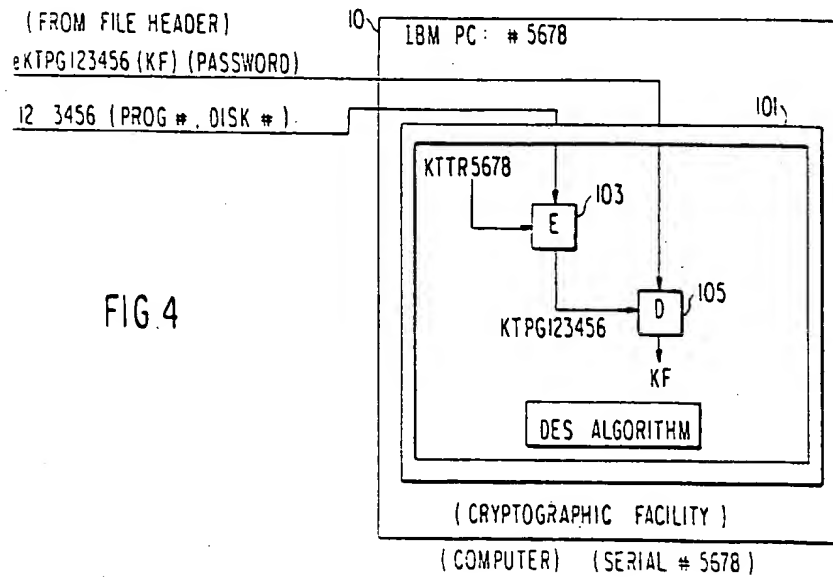 (FROM FILE HEADER)
eKTPG123456 (KF) (PASSWORD)
12 3456 (PROG #, DISK #)
10
IBM PC: # 5678
101
KTTR5678
E
103
D
105
KTPG123456
KF
DES ALGORITHM
FIG.4
(CRYPTOGRAPHIC FACILITY)
(COMPUTER) (SERIAL # 5678)